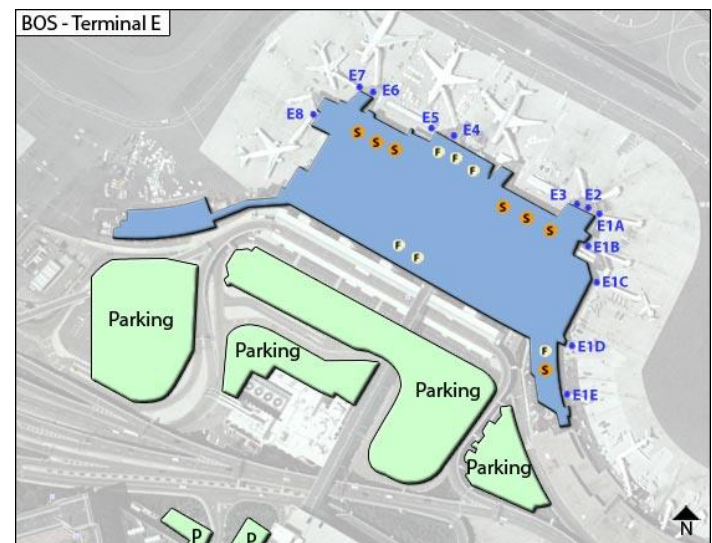 BOS - Terminal E
E7
E6
E8
E5
E4
S
S
S
F
F
F
E3
E2
E1A
S
S
S
E1B
F
F
E1C
Parking
Parking
F
E1D
S
Parking
E1E
Parking
P
P
N